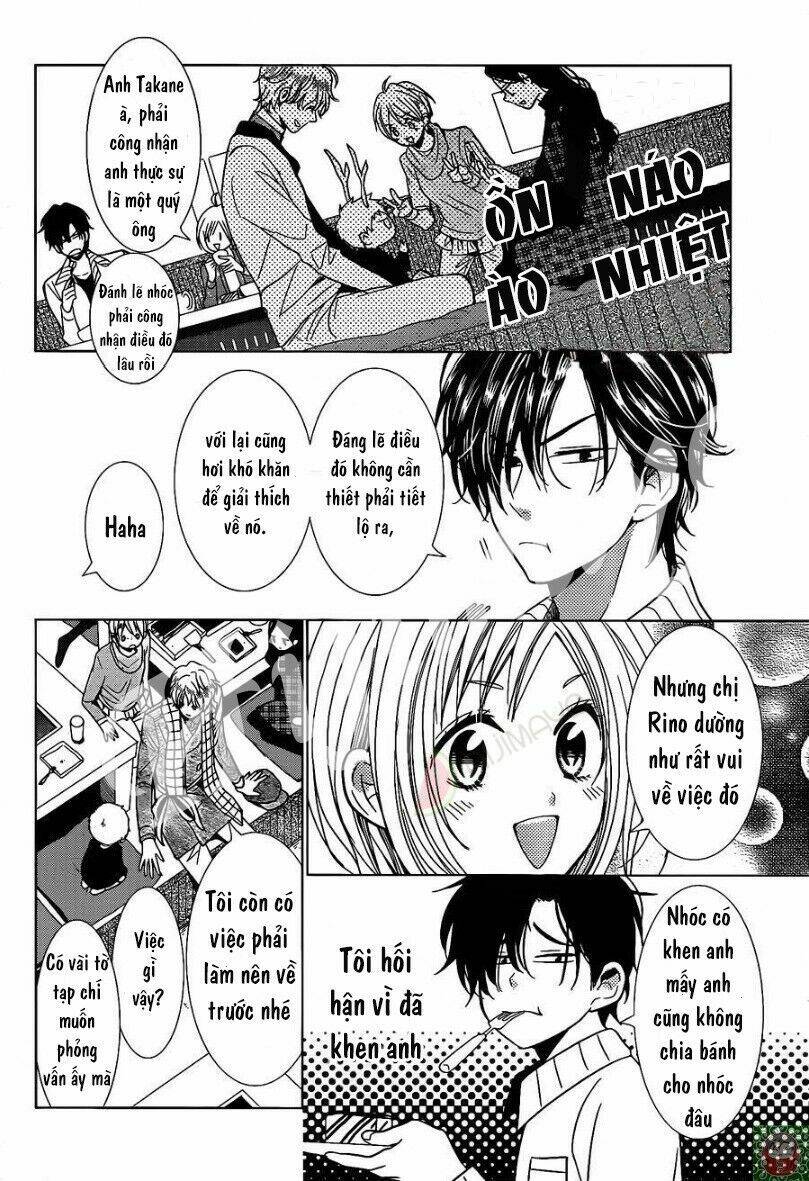 Anh Takane
à, phải
công nhận
anh thực sự
là một quý
ông
Đánh lẽ nhóc
phải công
nhận điều đó
lâu rồi
ỒN NÁO
ÀO NHIỆT
Đáng lẽ điều
đó không cần
thiết phải tiết
lộ ra,
với lại cũng
hơi khó khăn
để giải thích
về nó.
Haha
Nhưng chị
Rino dường
như rất vui
về việc đó
Tôi còn có
việc phải
làm nên về
trước nhé
Việc
gì
vậy?
Có vài tờ
tạp chí
muốn
phỏng
vấn ấy mà
Nhóc có
khen anh
mấy anh
cũng không
chia bánh
cho nhóc
đâu
Tôi hối
hận vì đã
khen anh